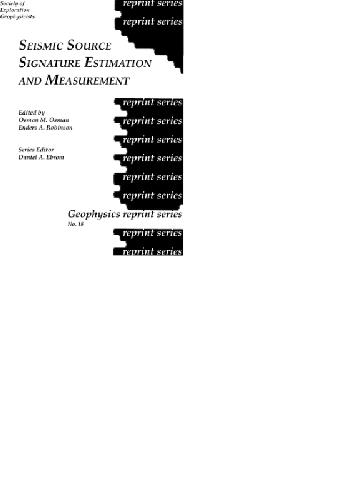 Society of
Exploration
Geophysicists
reprint series
reprint series
SEISMIC SOURCE
SIGNATURE ESTIMATION
AND MEASUREMENT
reprint series
Edited by
Osman M. Osman
Enders A. Robinson
reprint series
reprint series
Series Editor
Daniel A. Ebrom
reprint series
reprint series
reprint series
Geophysics reprint series
No. 18
reprint series
reprint series